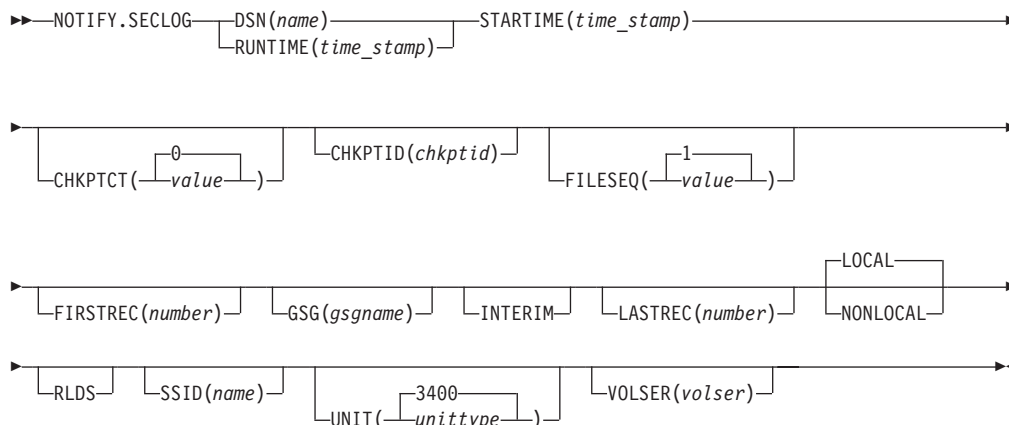 NOTIFY.SECLOG DSN(name) STARTIME(time_stamp)
RUNTIME(time_stamp)
0
CHKPTCT( value )
CHKPTID(chkptid)
1
FILESEQ( value )
FIRSTREC(number)
GSG(gsgname)
INTERIM
LASTREC(number)
LOCAL
NONLOCAL
RLDS
SSID(name)
3400
UNIT( unittype )
VOLSER(volser)